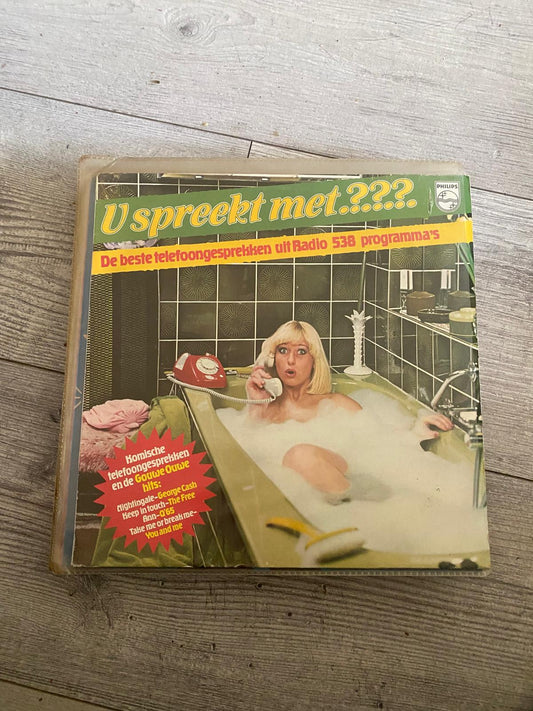 U spreekt met.???.
PHILIPS
De beste telefoongesprekken uit Radio 538 programma's
Komische
telefoongesprekken
en de Gouwe Ouwe
hits:
Nightingale-George Cash
Keep in touch-The Free
Ann-Q'65
Take me or break me-
You and me